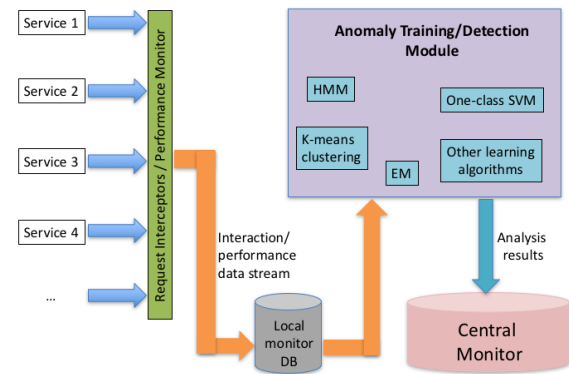 Service 1
Service 2
Service 3
Service 4
...
Request Interceptors / Performance Monitor
Interaction/
performance
data stream
Local
monitor
DB
Anomaly Training/Detection
Module
HMM
One-class SVM
K-means
clustering
EM
Other learning
algorithms
Analysis
results
Central
Monitor